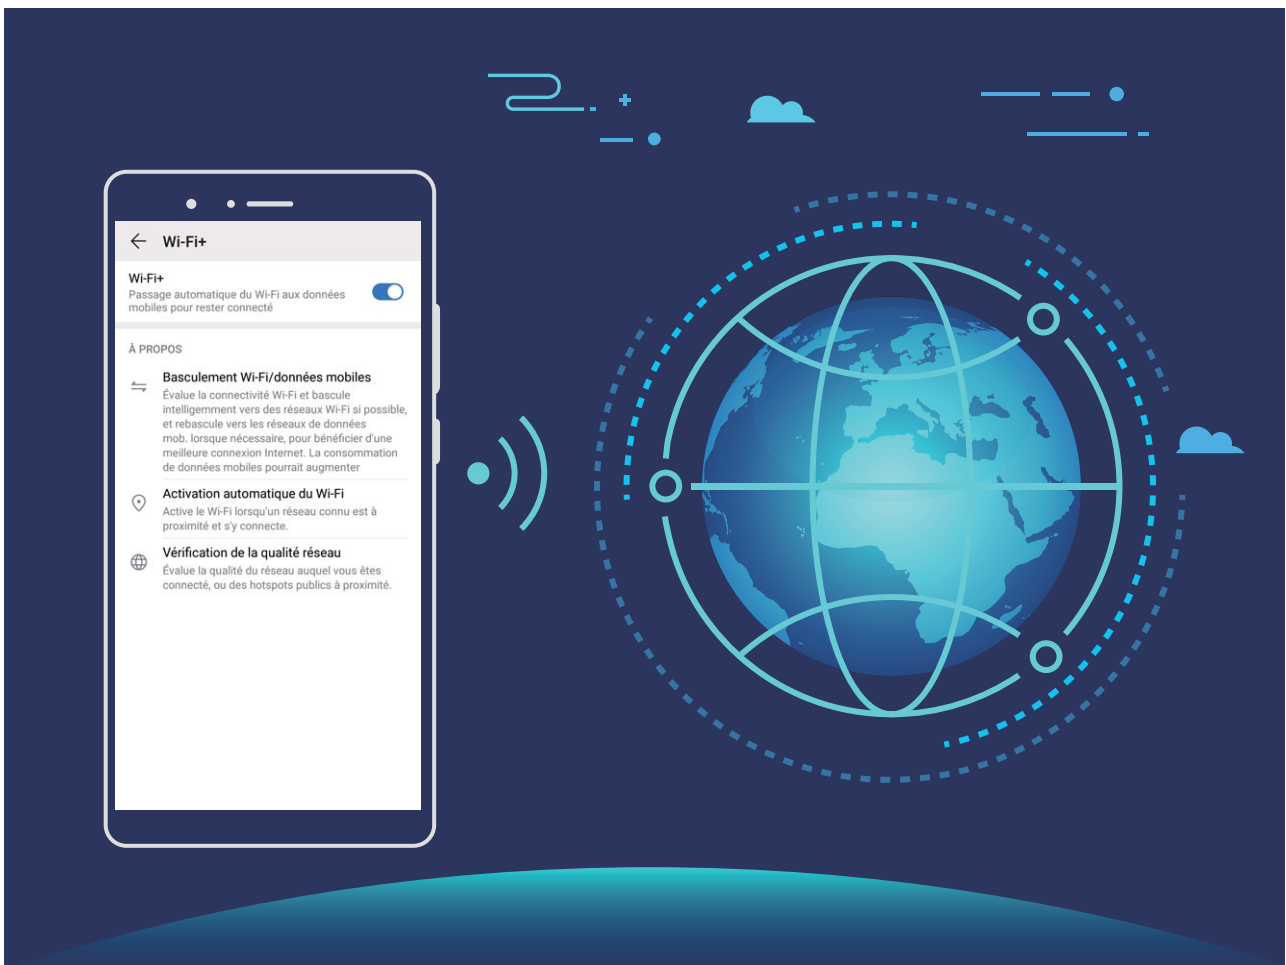 Wi-Fi+
Wi-Fi+
Passage automatique du Wi-Fi aux données
mobiles pour rester connecté
À PROPOS
Basculement Wi-Fi/données mobiles
Évalue la connectivité Wi-Fi et bascule
intelligemment vers des réseaux Wi-Fi si possible,
et rebascule vers les réseaux de données
mob. lorsque nécessaire, pour bénéficier d'une
meilleure connexion Internet. La consommation
de données mobiles pourrait augmenter
Activation automatique du Wi-Fi
Active le Wi-Fi lorsqu'un réseau connu est à
proximité et s'y connecte.
Vérification de la qualité réseau
Évalue la qualité du réseau auquel vous êtes
connecté, ou des hotspots publics à proximité.